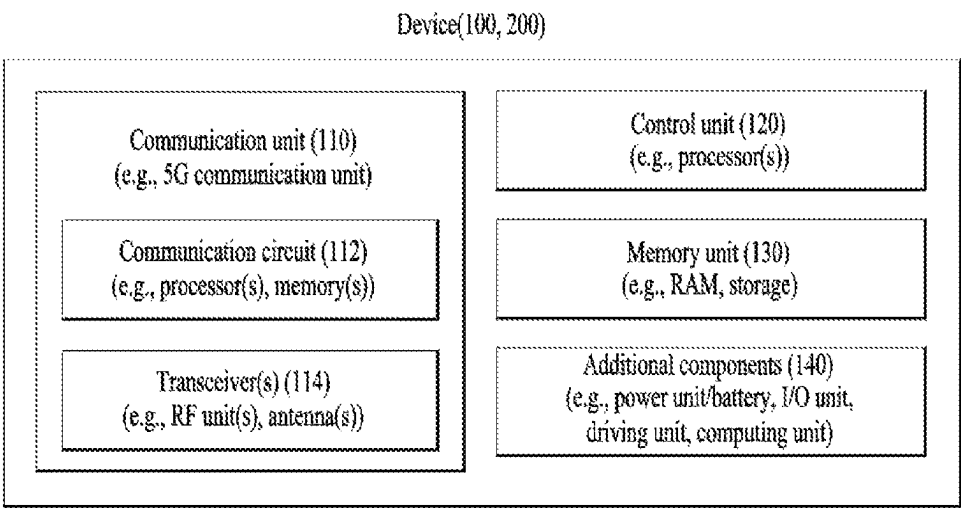 Device(100, 200)
Communication unit (110)
(e.g., 5G communication unit)
Communication circuit (112)
(e.g., processor(s), memory(s))
Transceiver(s) (114)
(e.g., RF unit(s), antenna(s))
Control unit (120)
(e.g., processor(s))
Memory unit (130)
(e.g., RAM, storage)
Additional components (140)
(e.g., power unit/battery, I/O unit,
driving unit, computing unit)